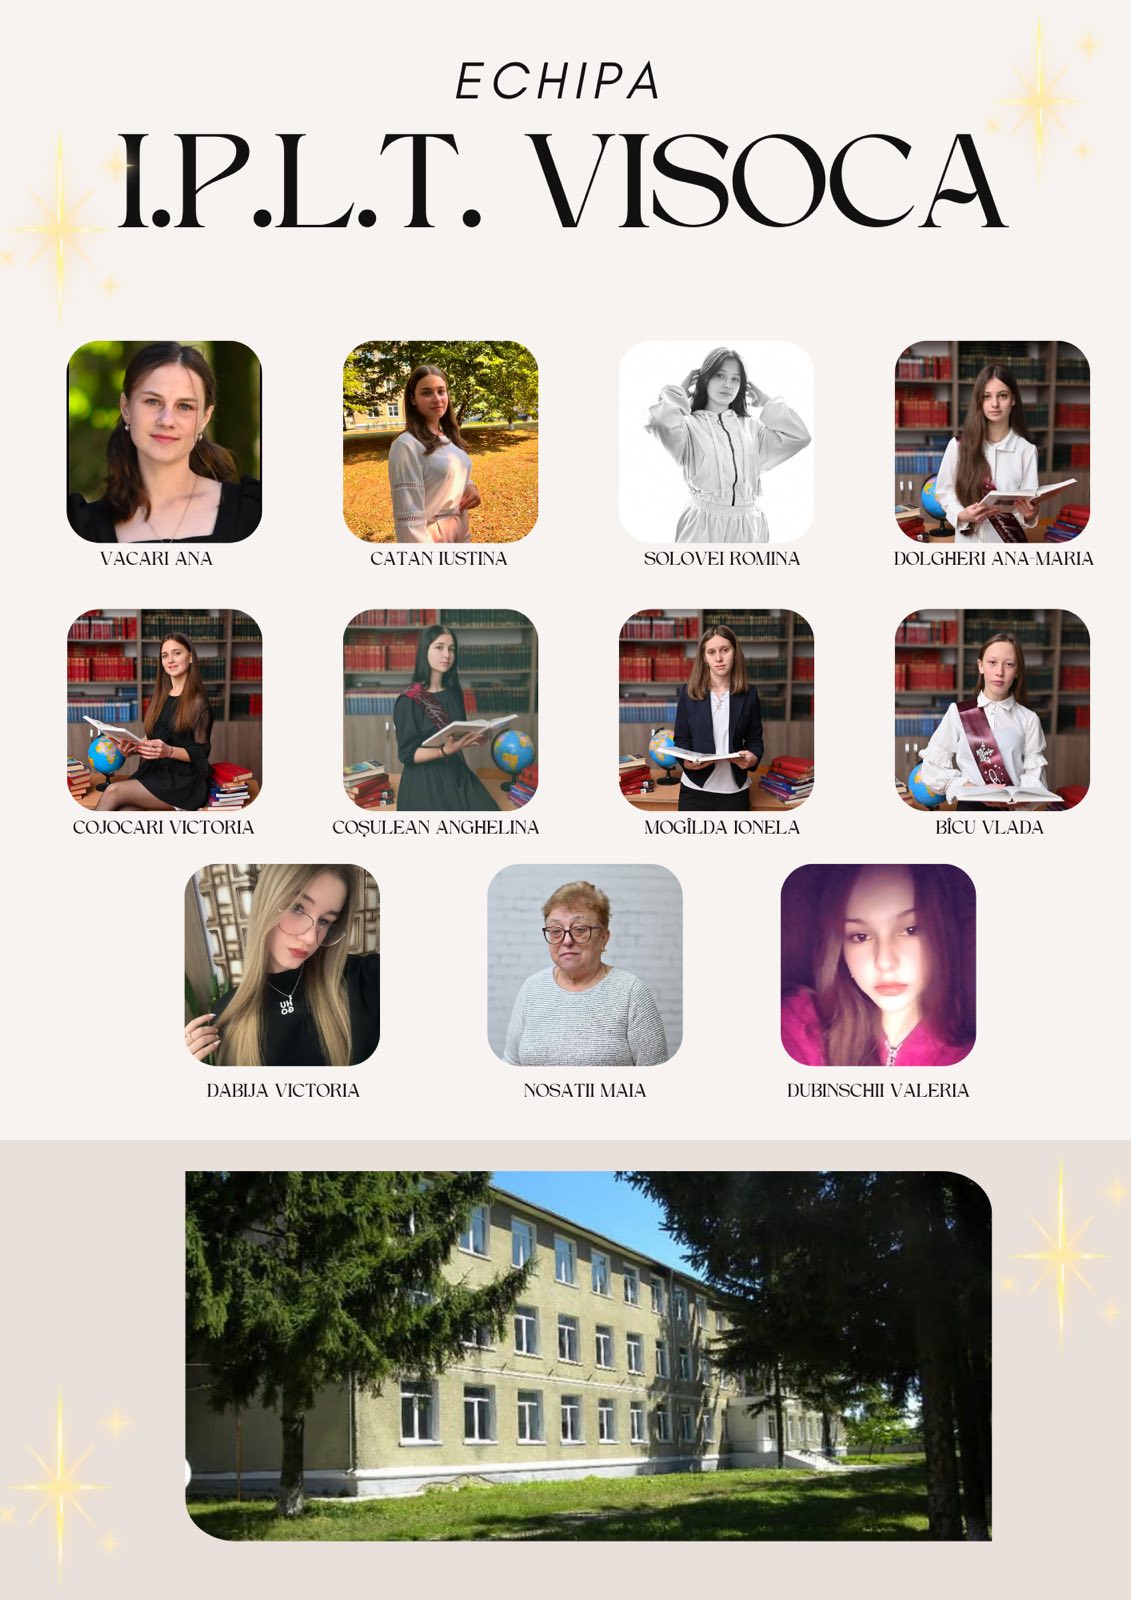 ECHIPA
I.P.L.T. VISOCA
VACARI ANA
CATAN IUSTINA
SOLOVEI ROMINA
DOLGHERI ANA-MARIA
COJOCARI VICTORIA
COȘULEAN ANGHELINA
MOGÎLDA IONELA
BÎCU VLADA
DABIJA VICTORIA
NOSATII MAIA
DUBINSCHII VALERIA